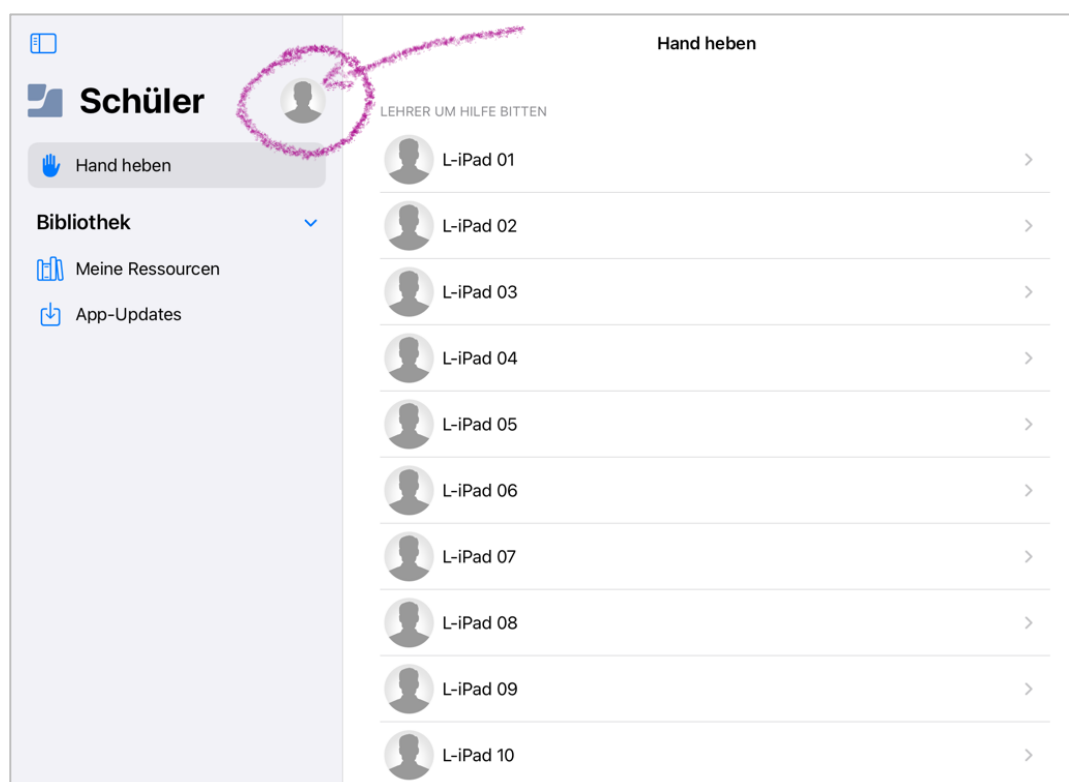 Schüler
Hand heben
Bibliothek
Meine Ressourcen
App-Updates
Hand heben
LEHRER UM HILFE BITTEN
L-iPad 01
L-iPad 02
L-iPad 03
L-iPad 04
L-iPad 05
L-iPad 06
L-iPad 07
L-iPad 08
L-iPad 09
L-iPad 10